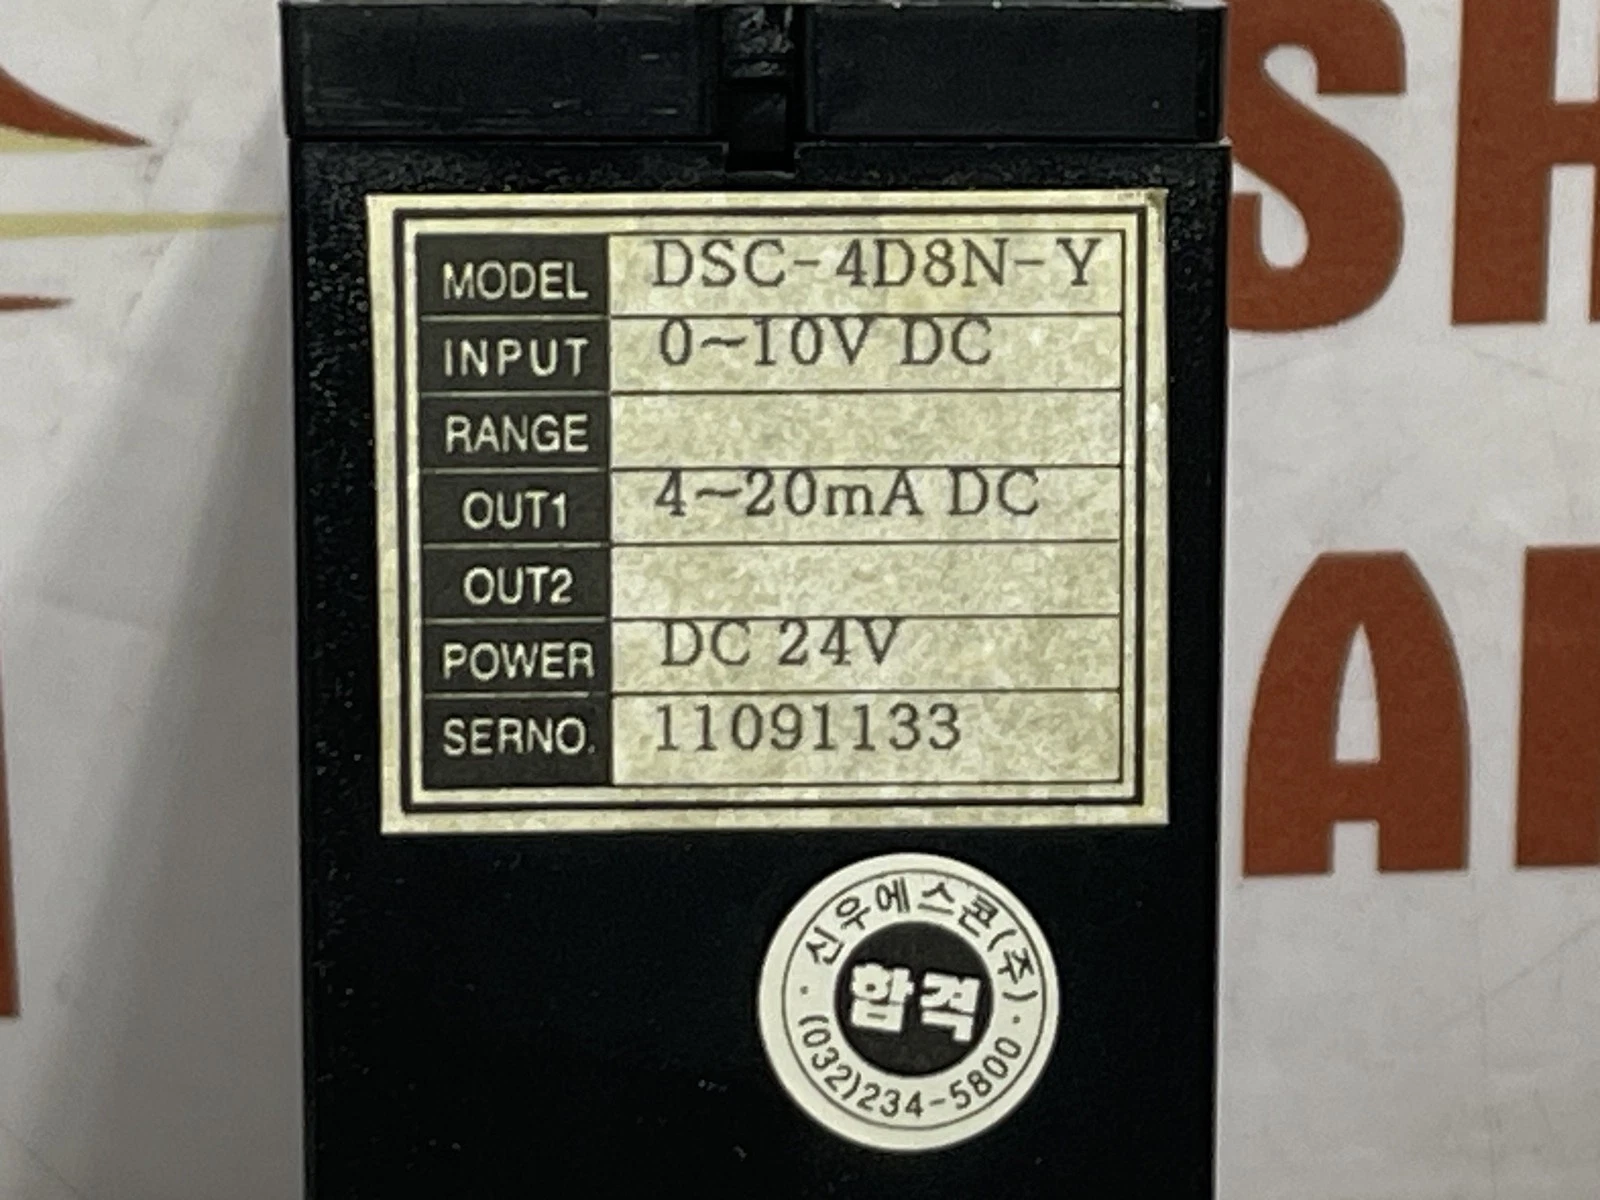 MODEL DSC-4D8N-Y
INPUT 0~10V DC
RANGE
OUT1 4~20mA DC
OUT2
POWER DC 24V
SERNO. 11091133
신우에스콘(주)
합격
(032)234-5800
SH
A